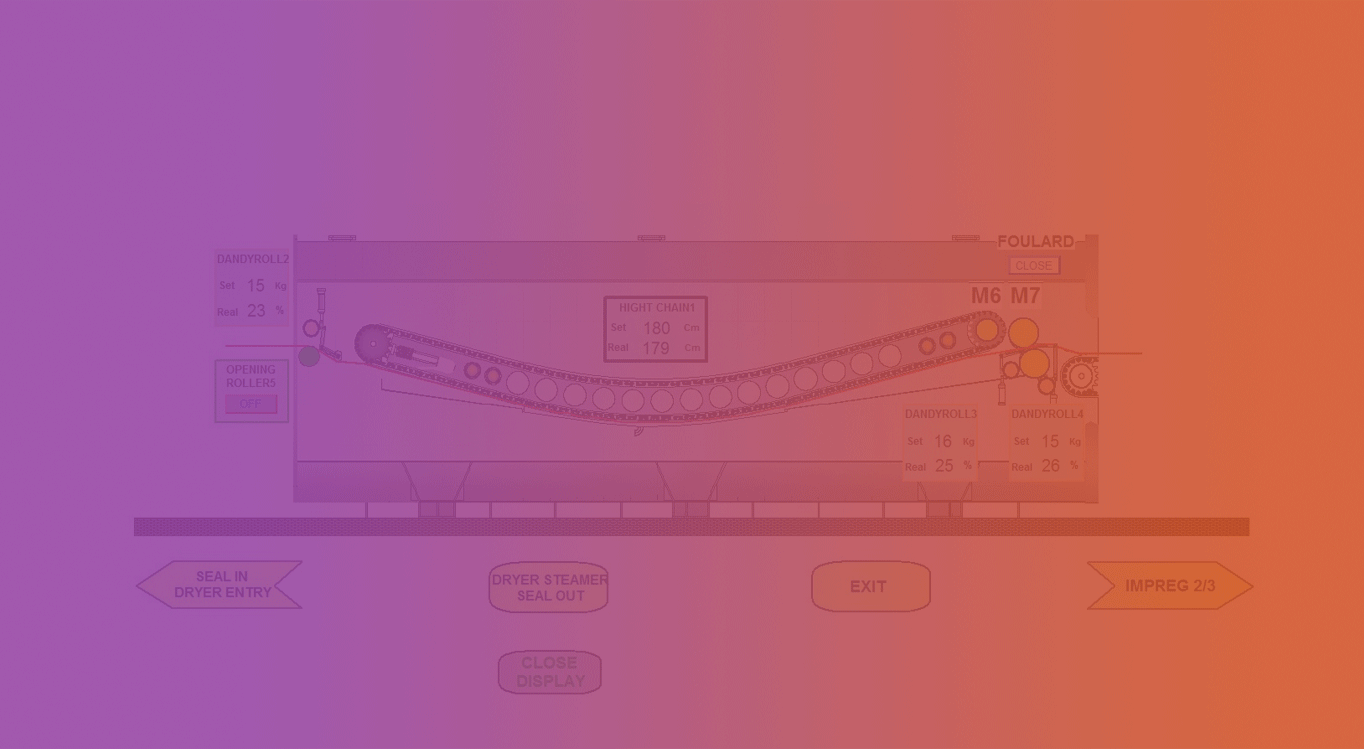 FOULARD
CLOSE
M6 M7
DANDYROLL2
Set 15 Kg
Real 23 %
HIGHT CHAIN1
Set 180 Cm
Real 179 Cm
OPENING
ROLLER5
OFF
DANDYROLL3
Set 16 Kg
Real 25 %
DANDYROLL4
Set 15 Kg
Real 26 %
SEAL IN
DRYER ENTRY
DRYER STEAMER
SEAL OUT
EXIT
IMPREG 2/3
CLOSE
DISPLAY